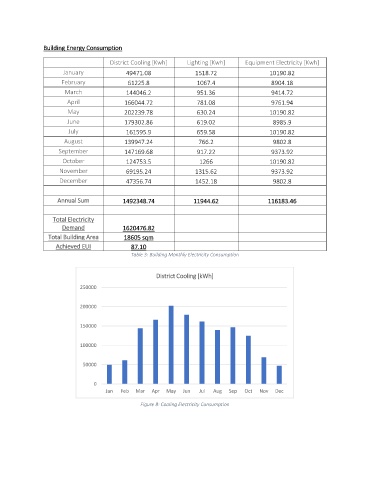 Building Energy Consumption
District Cooling [Kwh] Lighting [Kwh] Equipment Electricity [Kwh]
January 49471.08 1518.72 10190.82
February 61225.8 1067.4 8904.18
March 144046.2 951.36 9414.72
April 166044.72 781.08 9761.94
May 202239.78 630.24 10190.82
June 179302.86 619.02 8985.9
July 161595.9 659.58 10190.82
August 139947.24 766.2 9802.8
September 147169.68 917.22 9373.92
October 124753.5 1266 10190.82
November 69195.24 1315.62 9373.92
December 47356.74 1452.18 9802.8
Annual Sum 1492348.74 11944.62 116183.46
Total Electricity
Demand 1620476.82
Total Building Area 18605 sqm
Achieved EUI 87.10
Building Monthly Electricity Consumption
District Cooling [kWh]
250000
200000
150000
100000
50000
0
Jan Feb Mar Apr May Jun Jul Aug Sep Oct Nov Dec
Cooling Electricity Consumption